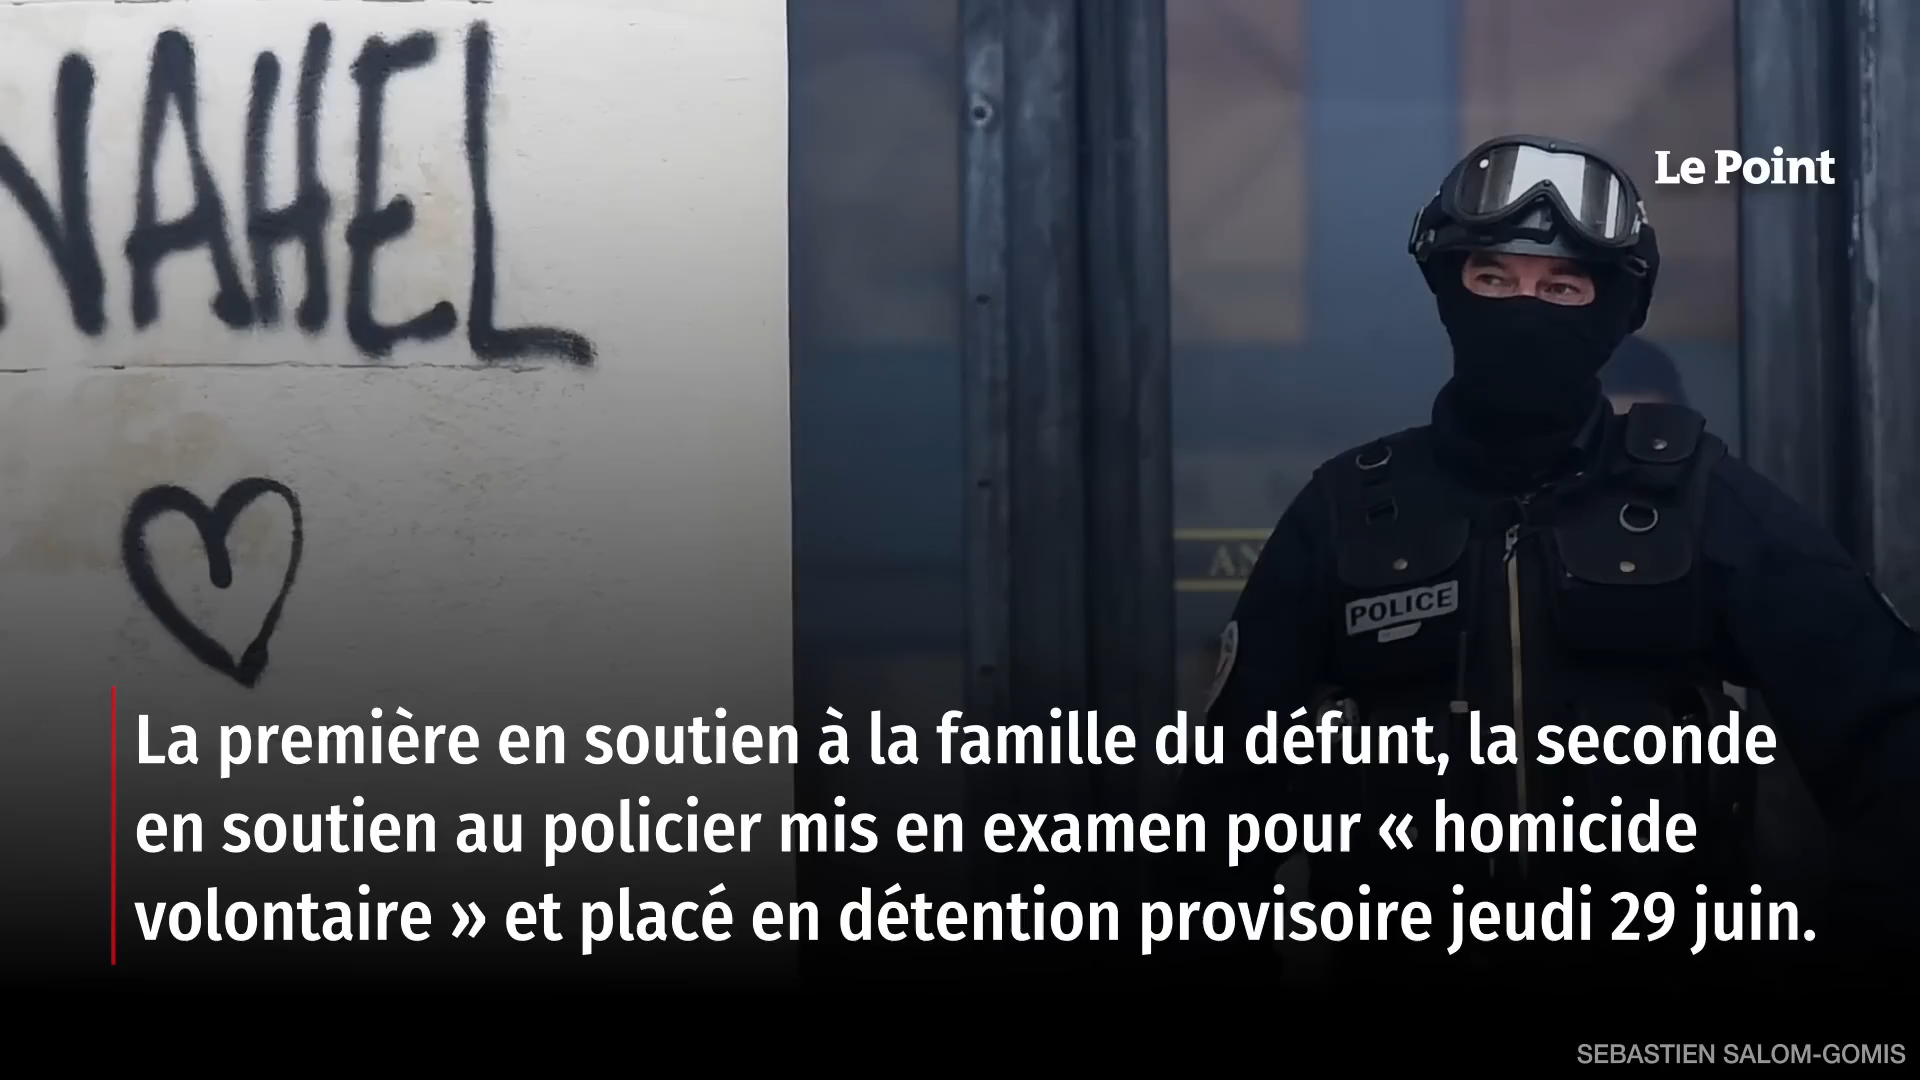 NAHEL
Le Point
AN
POLICE
La première en soutien à la famille du défunt, la seconde
en soutien au policier mis en examen pour « homicide
volontaire » et placé en détention provisoire jeudi 29 juin.
SEBASTIEN SALOM-GOMIS